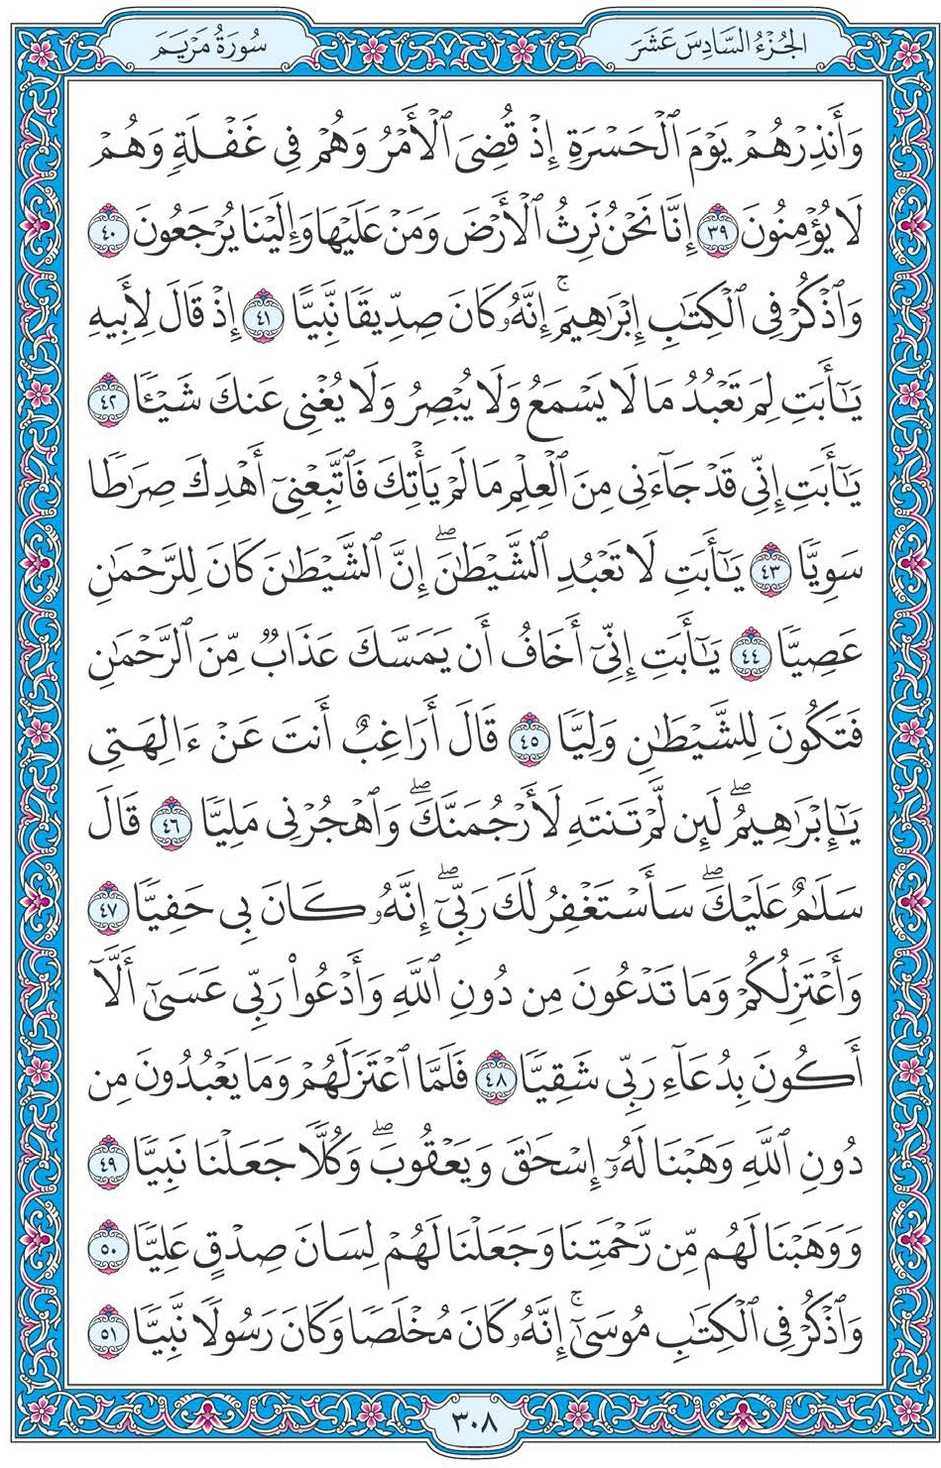 الجُزْءُ السَّادِسَ عَشَرَ
سُورَةُ مَرْيَمَ
وَأَنذِرْهُمْ يَوْمَ ٱلْحَسْرَةِ إِذْ قُضِىَ ٱلْأَمْرُ وَهُمْ فِى غَفْلَةٍ وَهُمْ
لَا يُؤْمِنُونَ ٣٩ إِنَّا نَحْنُ نَرِثُ ٱلْأَرْضَ وَمَنْ عَلَيْهَا وَإِلَيْنَا يُرْجَعُونَ ٤٠
وَٱذْكُرْ فِى ٱلْكِتَٰبِ إِبْرَٰهِيمَ ۚ إِنَّهُۥ كَانَ صِدِّيقًا نَّبِيًّا ٤١ إِذْ قَالَ لِأَبِيهِ
يَٰٓأَبَتِ لِمَ تَعْبُدُ مَا لَا يَسْمَعُ وَلَا يُبْصِرُ وَلَا يُغْنِى عَنكَ شَيْـًٔا ٤٢
يَٰٓأَبَتِ إِنِّى قَدْ جَآءَنِى مِنَ ٱلْعِلْمِ مَا لَمْ يَأْتِكَ فَٱتَّبِعْنِىٓ أَهْدِكَ صِرَٰطًا
سَوِيًّا ٤٣ يَٰٓأَبَتِ لَا تَعْبُدِ ٱلشَّيْطَٰنَ ۖ إِنَّ ٱلشَّيْطَٰنَ كَانَ لِلرَّحْمَٰنِ
عَصِيًّا ٤٤ يَٰٓأَبَتِ إِنِّىٓ أَخَافُ أَن يَمَسَّكَ عَذَابٌ مِّنَ ٱلرَّحْمَٰنِ
فَتَكُونَ لِلشَّيْطَٰنِ وَلِيًّا ٤٥ قَالَ أَرَاغِبٌ أَنتَ عَنْ ءَالِهَتِى
يَٰٓإِبْرَٰهِيمُ ۖ لَئِن لَّمْ تَنتَهِ لَأَرْجُمَنَّكَ ۖ وَٱهْجُرْنِى مَلِيًّا ٤٦ قَالَ
سَلَٰمٌ عَلَيْكَ ۖ سَأَسْتَغْفِرُ لَكَ رَبِّىٓ ۖ إِنَّهُۥ كَانَ بِى حَفِيًّا ٤٧
وَأَعْتَزِلُكُمْ وَمَا تَدْعُونَ مِن دُونِ ٱللَّهِ وَأَدْعُوا۟ رَبِّى عَسَىٰٓ أَلَّآ
أَكُونَ بِدُعَآءِ رَبِّى شَقِيًّا ٤٨ فَلَمَّا ٱعْتَزَلَهُمْ وَمَا يَعْبُدُونَ مِن
دُونِ ٱللَّهِ وَهَبْنَا لَهُۥٓ إِسْحَٰقَ وَيَعْقُوبَ ۖ وَكُلًّا جَعَلْنَا نَبِيًّا ٤٩
وَوَهَبْنَا لَهُم مِّن رَّحْمَتِنَا وَجَعَلْنَا لَهُمْ لِسَانَ صِدْقٍ عَلِيًّا ٥٠
وَٱذْكُرْ فِى ٱلْكِتَٰبِ مُوسَىٰٓ ۚ إِنَّهُۥ كَانَ مُخْلَصًا وَكَانَ رَسُولًا نَّبِيًّا ٥١
٣٠٨